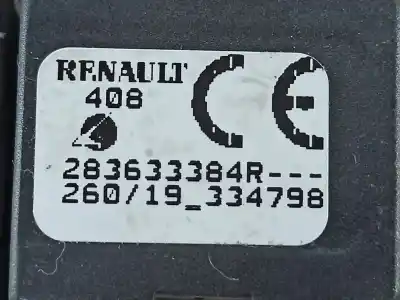 RENAULT CE
408
283633384R---
260/19_334798